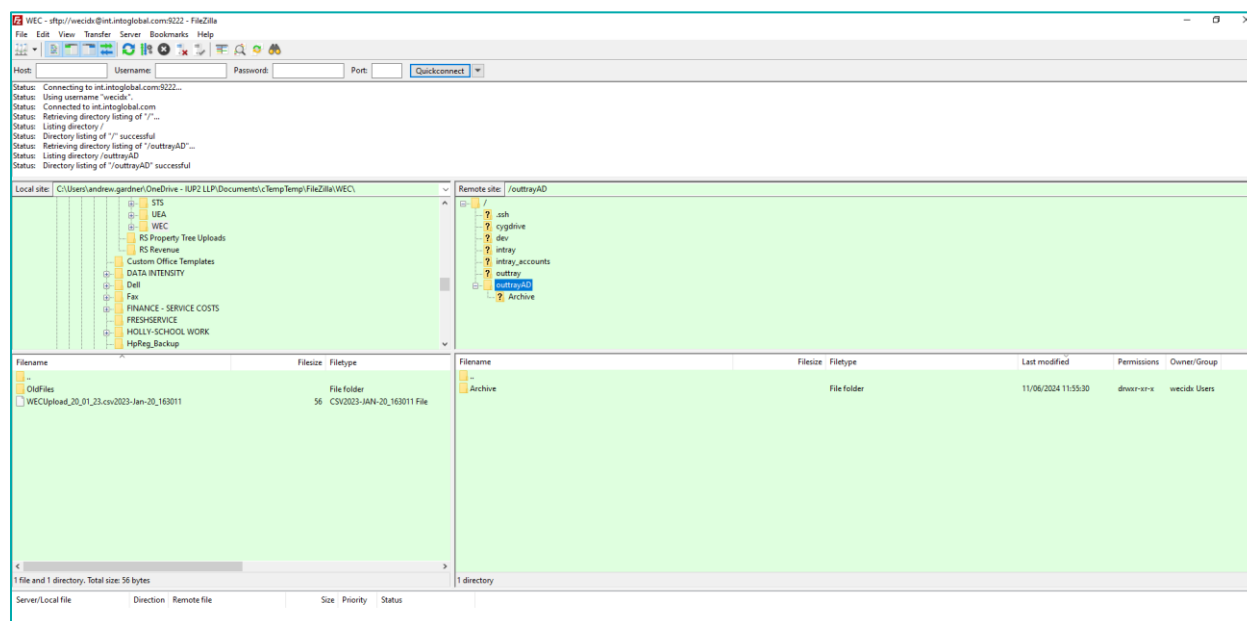 WEC - sftp://wecidx@int.intoglobal.com:9222 - FileZilla
File Edit View Transfer Server Bookmarks Help
Host: Username: Password: Port: Quickconnect
Status: Connecting to int.intoglobal.com:9222...
Status: Using username "wecidx".
Status: Connected to int.intoglobal.com
Status: Retrieving directory listing of "/"...
Status: Listing directory /
Status: Directory listing of "/" successful
Status: Retrieving directory listing of "/outtrayAD"...
Status: Listing directory /outtrayAD
Status: Directory listing of "/outtrayAD" successful
Local site: C:\Users\andrew.gardner\OneDrive - IUP2 LLP\Documents\cTempTemp\FileZilla\WEC\
STS
UEA
WEC
RS Property Tree Uploads
RS Revenue
Custom Office Templates
DATA INTENSITY
Dell
Fax
FINANCE - SERVICE COSTS
FRESHSERVICE
HOLLY-SCHOOL WORK
HpReg_Backup
Remote site: /outtrayAD
/
.ssh
cygdrive
dev
intray
intray_accounts
outtray
outtrayAD
Archive
Filename Filesize Filetype
..
OldFiles File folder
WECUpload_20_01_23.csv2023-Jan-20_163011 56 CSV2023-JAN-20_163011 File
1 file and 1 directory. Total size: 56 bytes
Filename Filesize Filetype Last modified Permissions Owner/Group
..
Archive File folder 11/06/2024 11:55:30 drwxr-xr-x wecidx Users
1 directory
Server/Local file Direction Remote file Size Priority Status